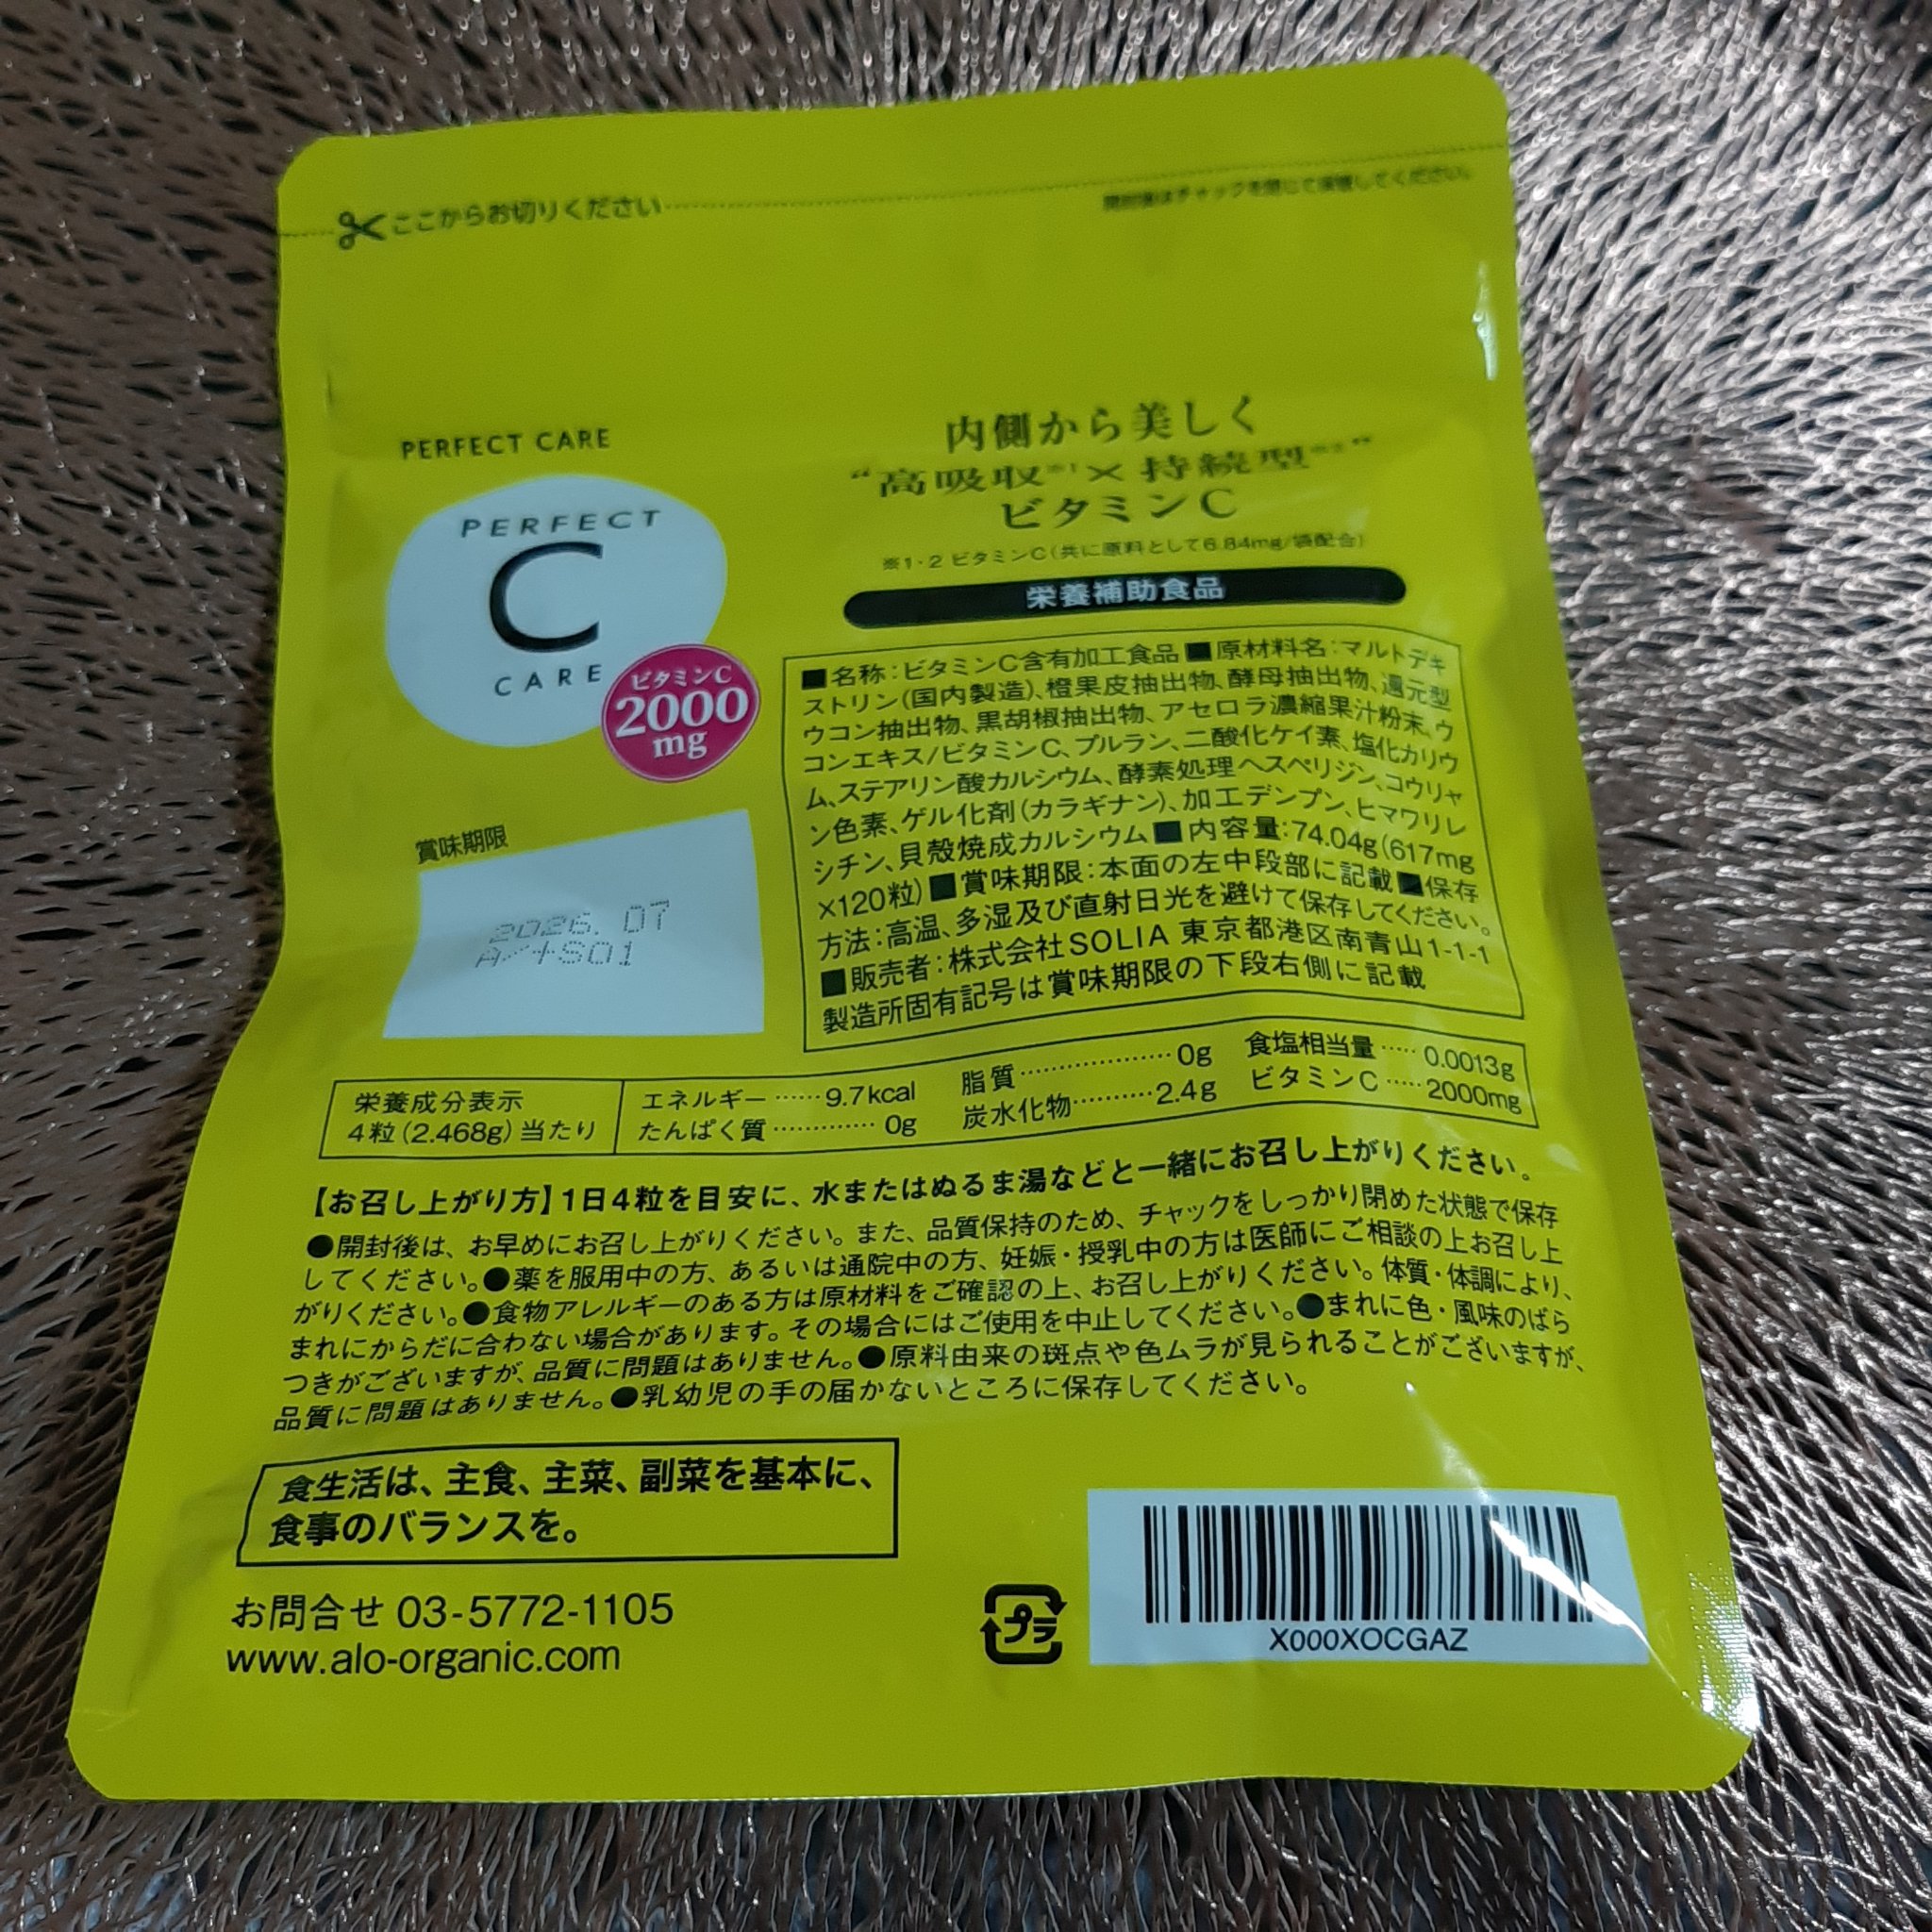 ここからお切りください
開封後はチャックを閉じて保管してください。
PERFECT CARE
PERFECT
C
CARE
ビタミンC
2000
mg
内側から美しく
“高吸収※1×持続型※2”
ビタミンC
※1・2 ビタミンC(共に原料として6.84mg/袋配合)
栄養補助食品
■名称:ビタミンC含有加工食品■原材料名:マルトデキ
ストリン(国内製造)、橙果皮抽出物、酵母抽出物、還元型
ウコン抽出物、黒胡椒抽出物、アセロラ濃縮果汁粉末、ウ
コンエキス/ビタミンC、プルラン、二酸化ケイ素、塩化カリウ
ム、ステアリン酸カルシウム、酵素処理ヘスペリジン、コウリャ
ン色素、ゲル化剤(カラギナン)、加工デンプン、ヒマワリレ
シチン、貝殻焼成カルシウム■内容量:74.04g(617mg
×120粒)■賞味期限:本面の左中段部に記載■保存
方法:高温、多湿及び直射日光を避けて保存してください。
■販売者:株式会社SOLIA 東京都港区南青山1-1-1
製造所固有記号は賞味期限の下段右側に記載
賞味期限
2026.07
A/+S01
栄養成分表示
4粒(2.468g)当たり
エネルギー……9.7kcal
たんぱく質…………0g
脂質………………0g
炭水化物…………2.4g
食塩相当量……0.0013g
ビタミンC……2000mg
【お召し上がり方】1日4粒を目安に、水またはぬるま湯などと一緒にお召し上がりください。
●開封後は、お早めにお召し上がりください。また、品質保持のため、チャックをしっかり閉めた状態で保存
してください。●薬を服用中の方、あるいは通院中の方、妊娠・授乳中の方は医師にご相談の上お召し上
がりください。●食物アレルギーのある方は原材料をご確認の上、お召し上がりください。体質・体調により、
まれにからだに合わない場合があります。その場合にはご使用を中止してください。●まれに色・風味のばら
つきがございますが、品質に問題はありません。●原料由来の斑点や色ムラが見られることがございますが、
品質に問題はありません。●乳幼児の手の届かないところに保存してください。
食生活は、主食、主菜、副菜を基本に、
食事のバランスを。
お問合せ 03-5772-1105
www.alo-organic.com
プラ
X000XOCGAZ